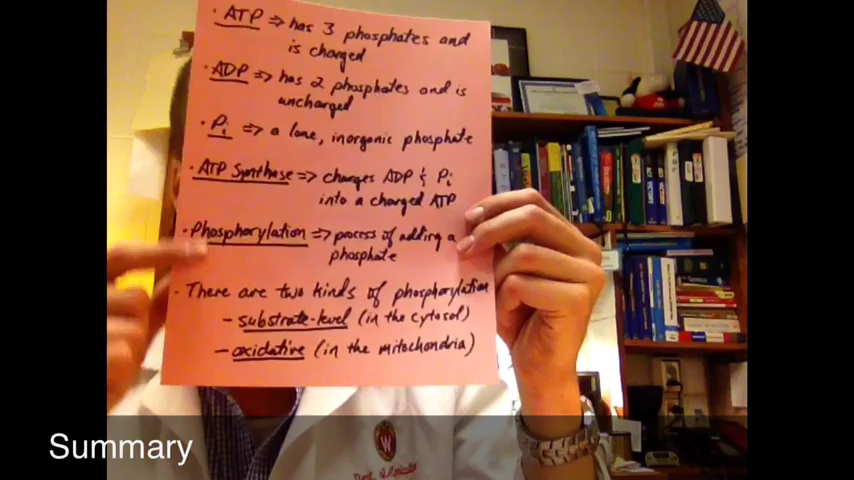 · ATP => has 3 phosphates and
is charged
· ADP => has 2 phosphates and is
uncharged
· Pi => a lone, inorganic phosphate
· ATP Synthase => charges ADP & Pi
into a charged ATP
· Phosphorylation => process of adding a
phosphate
· There are two kinds of phosphorylation
- substrate-level (in the cytosol)
- oxidative (in the mitochondria)
W
Summary